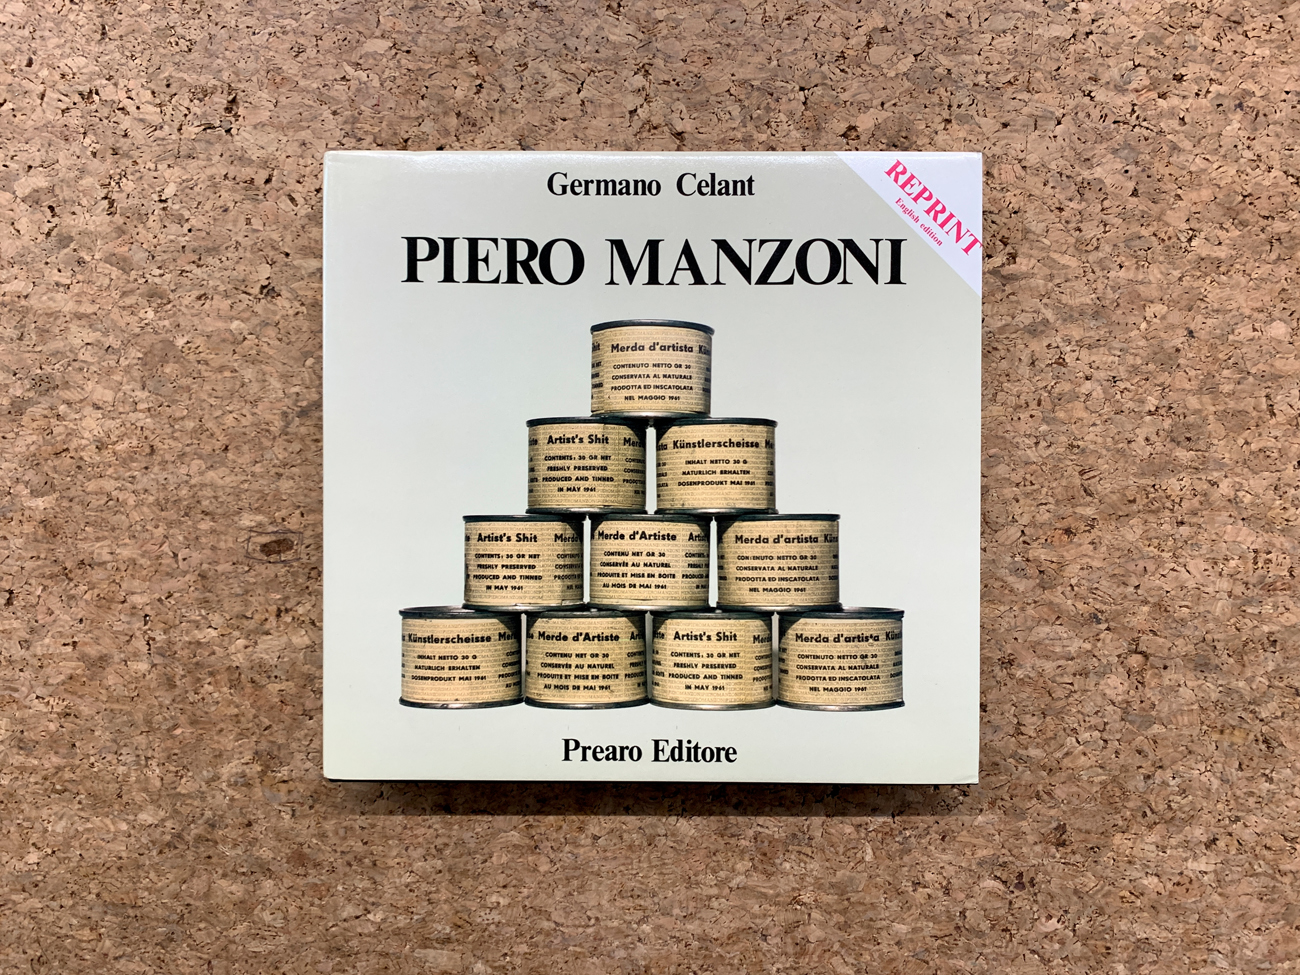 Germano Celant
REPRINT
English edition
PIERO MANZONI
Merda d'artista
CONTENUTO NETTO GR 30
CONSERVATA AL NATURALE
PRODOTTA ED INSCATOLATA
NEL MAGGIO 1961
Artist's Shit
CONTENTS: 30 GR NET
FRESHLY PRESERVED
PRODUCED AND TINNED
IN MAY 1961
Künstlerscheisse
INHALT NETTO 30 G
NATURLICH ERHALTEN
DOSENPRODUKT MAI 1961
Artist's Shit
CONTENTS: 30 GR NET
FRESHLY PRESERVED
PRODUCED AND TINNED
IN MAY 1961
Merde d'Artiste
CONTENU NET GR 30
CONSERVÉE AU NATUREL
PRODUITE ET MISE EN BOITE
AU MOIS DE MAI 1961
Merda d'artista
CONTENUTO NETTO GR 30
CONSERVATA AL NATURALE
PRODOTTA ED INSCATOLATA
NEL MAGGIO 1961
Künstlerscheisse
INHALT NETTO 30 G
NATURLICH ERHALTEN
DOSENPRODUKT MAI 1961
Merde d'Artiste
CONTENU NET GR 30
CONSERVÉE AU NATUREL
PRODUITE ET MISE EN BOITE
AU MOIS DE MAI 1961
Artist's Shit
CONTENTS: 30 GR NET
FRESHLY PRESERVED
PRODUCED AND TINNED
IN MAY 1961
Merda d'artista
CONTENUTO NETTO GR 30
CONSERVATA AL NATURALE
PRODOTTA ED INSCATOLATA
NEL MAGGIO 1961
Prearo Editore